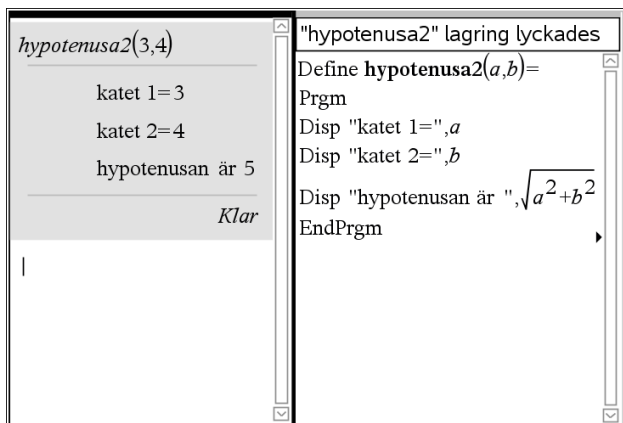 hypotenusa2(3,4)
katet 1=3
katet 2=4
hypotenusan är 5
Klar
"hypotenusa2" lagring lyckades
Define hypotenusa2(a,b)=
Prgm
Disp "katet 1=",a
Disp "katet 2=",b
Disp "hypotenusan är ",√(a²+b²)
EndPrgm